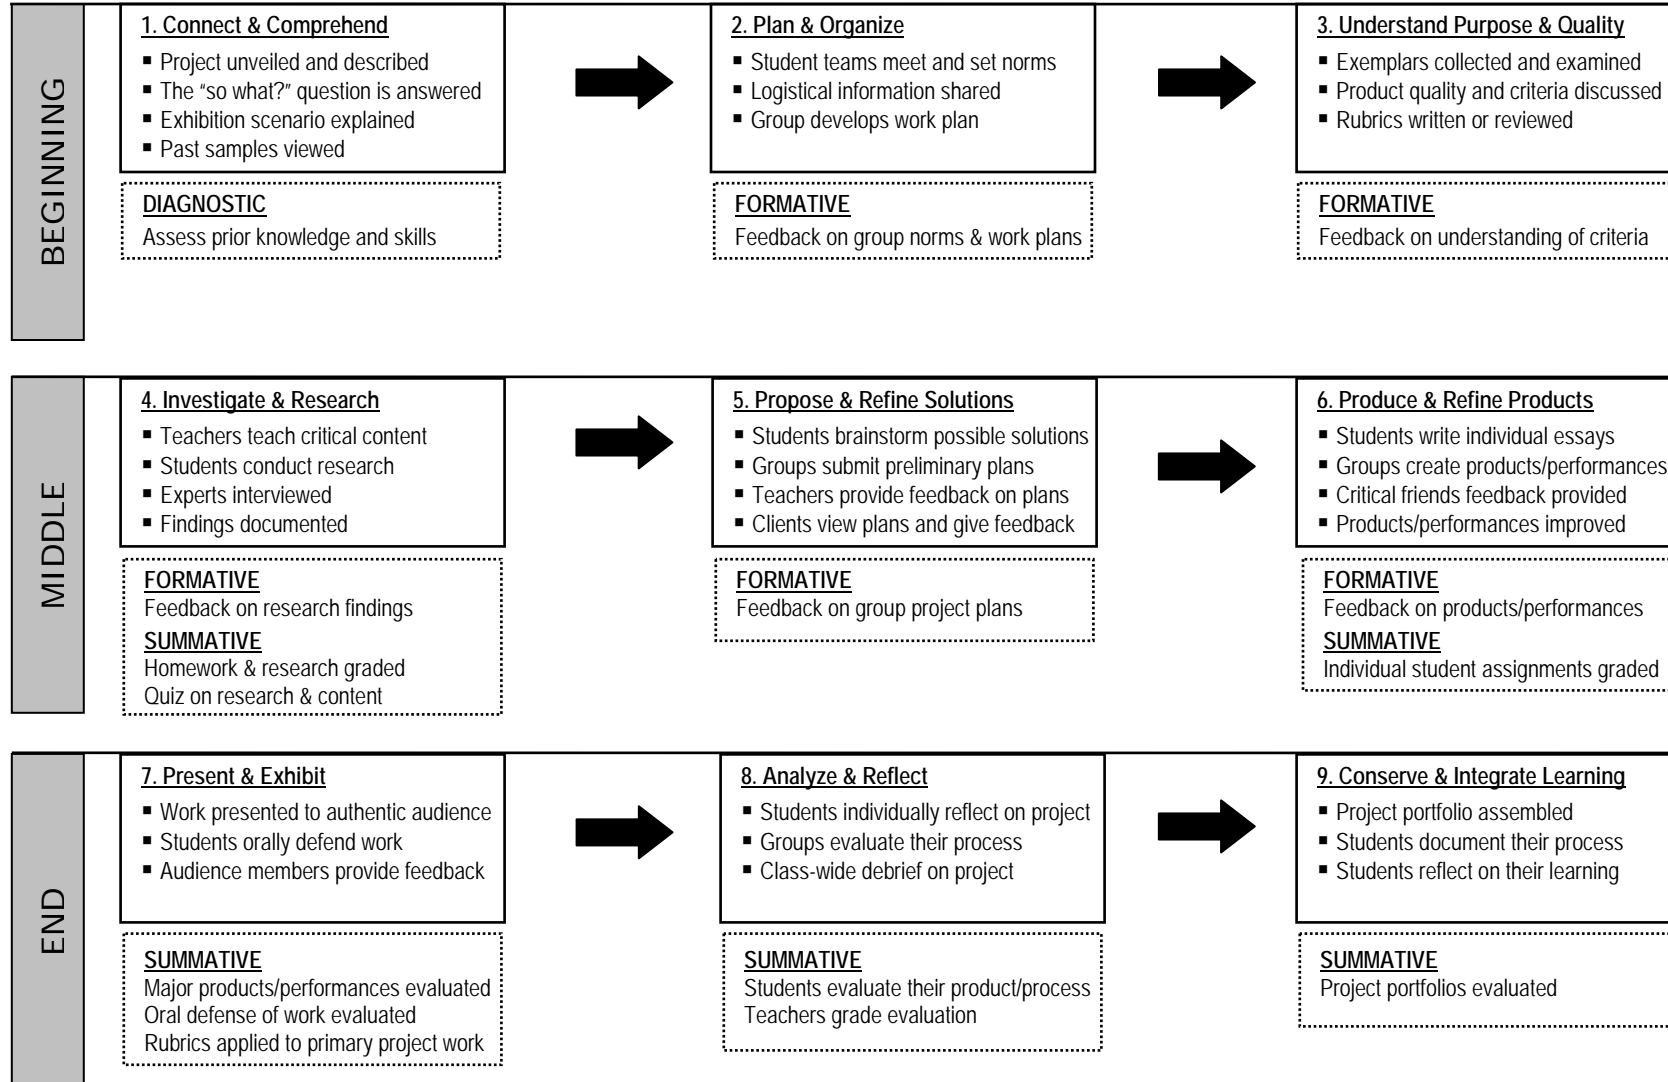 BEGINNING
1. Connect & Comprehend
▪ Project unveiled and described
▪ The “so what?” question is answered
▪ Exhibition scenario explained
▪ Past samples viewed
DIAGNOSTIC
Assess prior knowledge and skills
2. Plan & Organize
▪ Student teams meet and set norms
▪ Logistical information shared
▪ Group develops work plan
FORMATIVE
Feedback on group norms & work plans
3. Understand Purpose & Quality
▪ Exemplars collected and examined
▪ Product quality and criteria discussed
▪ Rubrics written or reviewed
FORMATIVE
Feedback on understanding of criteria
MIDDLE
4. Investigate & Research
▪ Teachers teach critical content
▪ Students conduct research
▪ Experts interviewed
▪ Findings documented
FORMATIVE
Feedback on research findings
SUMMATIVE
Homework & research graded
Quiz on research & content
5. Propose & Refine Solutions
▪ Students brainstorm possible solutions
▪ Groups submit preliminary plans
▪ Teachers provide feedback on plans
▪ Clients view plans and give feedback
FORMATIVE
Feedback on group project plans
6. Produce & Refine Products
▪ Students write individual essays
▪ Groups create products/performances
▪ Critical friends feedback provided
▪ Products/performances improved
FORMATIVE
Feedback on products/performances
SUMMATIVE
Individual student assignments graded
END
7. Present & Exhibit
▪ Work presented to authentic audience
▪ Students orally defend work
▪ Audience members provide feedback
SUMMATIVE
Major products/performances evaluated
Oral defense of work evaluated
Rubrics applied to primary project work
8. Analyze & Reflect
▪ Students individually reflect on project
▪ Groups evaluate their process
▪ Class-wide debrief on project
SUMMATIVE
Students evaluate their product/process
Teachers grade evaluation
9. Conserve & Integrate Learning
▪ Project portfolio assembled
▪ Students document their process
▪ Students reflect on their learning
SUMMATIVE
Project portfolios evaluated